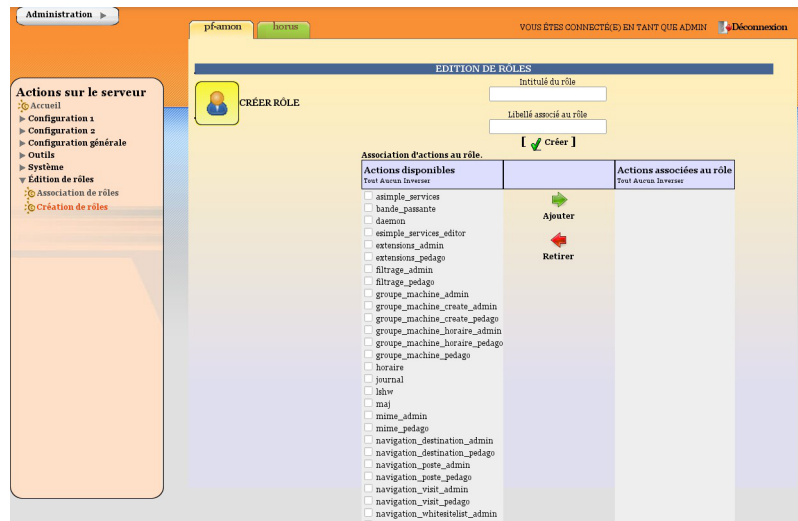 Administration
pf-amon
horus
VOUS ÊTES CONNECTÉ(E) EN TANT QUE ADMIN
Déconnexion
EDITION DE RÔLES
Actions sur le serveur
Accueil
Configuration 1
Configuration 2
Configuration générale
Outils
Système
Édition de rôles
Association de rôles
Création de rôles
CRÉER RÔLE
Intitulé du rôle
Libellé associé au rôle
[ Créer ]
Association d'actions au rôle.
Actions disponibles
Tout Aucun Inverser
Actions associées au rôle
Tout Aucun Inverser
Ajouter
Retirer
asimple_services
bande_passante
daemon
esimple_services_editor
extensions_admin
extensions_pedago
filtrage_admin
filtrage_pedago
groupe_machine_admin
groupe_machine_create_admin
groupe_machine_create_pedago
groupe_machine_horaire_admin
groupe_machine_horaire_pedago
groupe_machine_pedago
horaire
journal
lshw
maj
mime_admin
mime_pedago
navigation_destination_admin
navigation_destination_pedago
navigation_poste_admin
navigation_poste_pedago
navigation_visit_admin
navigation_visit_pedago
navigation_whitesitelist_admin